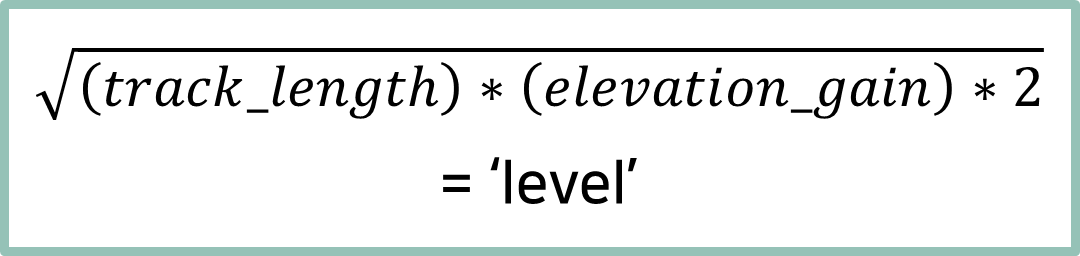 √(track_length) * (elevation_gain) * 2
= ‘level’